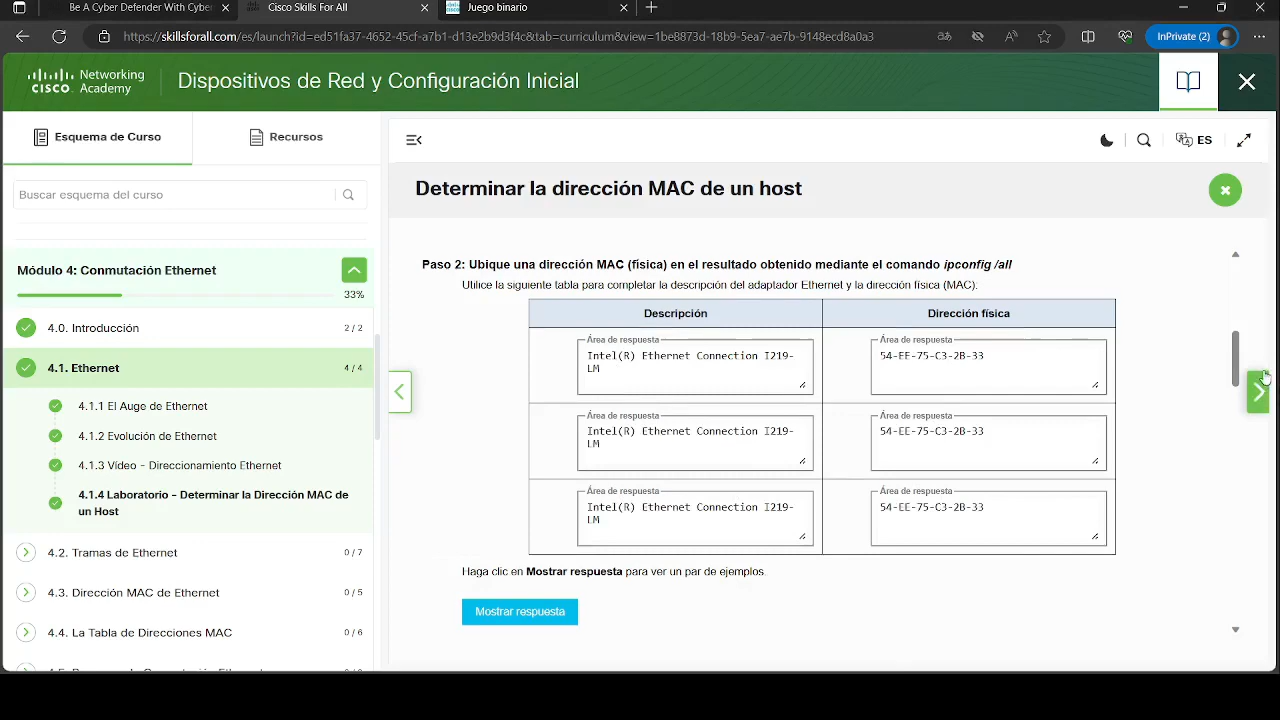 Be A Cyber Defender With Cyber
Cisco Skills For All
Juego binario
https://skillsforall.com/es/launch?id=ed51fa37-4652-45cf-a7b1-d13e2b9d3f4c&tab=curriculum&view=1be8873d-18b9-5ea7-ae7b-9148ecd8a0a3
InPrivate (2)
CISCO Networking Academy
Dispositivos de Red y Configuración Inicial
Esquema de Curso
Recursos
ES
Buscar esquema del curso
Determinar la dirección MAC de un host
Módulo 4: Conmutación Ethernet
33%
4.0. Introducción 2 / 2
4.1. Ethernet 4 / 4
4.1.1 El Auge de Ethernet
4.1.2 Evolución de Ethernet
4.1.3 Vídeo - Direccionamiento Ethernet
4.1.4 Laboratorio - Determinar la Dirección MAC de
un Host
4.2. Tramas de Ethernet 0 / 7
4.3. Dirección MAC de Ethernet 0 / 5
4.4. La Tabla de Direcciones MAC 0 / 6
Paso 2: Ubique una dirección MAC (física) en el resultado obtenido mediante el comando ipconfig /all
Utilice la siguiente tabla para completar la descripción del adaptador Ethernet y la dirección física (MAC):
Descripción Dirección física
Área de respuesta Área de respuesta
Intel(R) Ethernet Connection I219- 54-EE-75-C3-2B-33
LM
Área de respuesta Área de respuesta
Intel(R) Ethernet Connection I219- 54-EE-75-C3-2B-33
LM
Área de respuesta Área de respuesta
Intel(R) Ethernet Connection I219- 54-EE-75-C3-2B-33
LM
Haga clic en Mostrar respuesta para ver un par de ejemplos
Mostrar respuesta